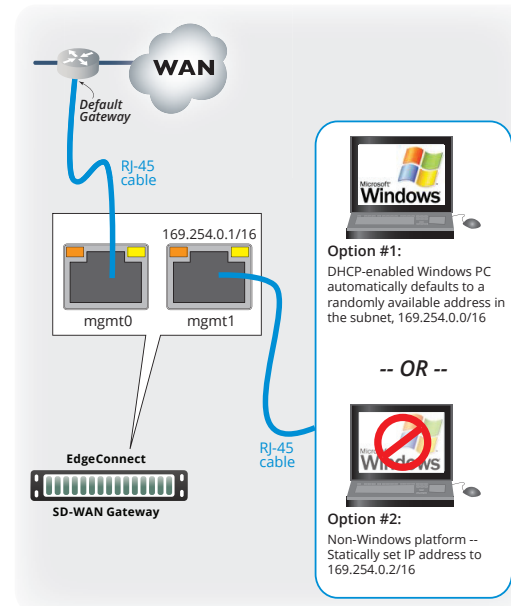 WAN
Default
Gateway
RJ-45
cable
169.254.0.1/16
mgmt0
mgmt1
EdgeConnect
SD-WAN Gateway
RJ-45
cable
Microsoft
Windows
Option #1:
DHCP-enabled Windows PC
automatically defaults to a
randomly available address in
the subnet, 169.254.0.0/16
-- OR --
Windows
Option #2:
Non-Windows platform --
Statically set IP address to
169.254.0.2/16